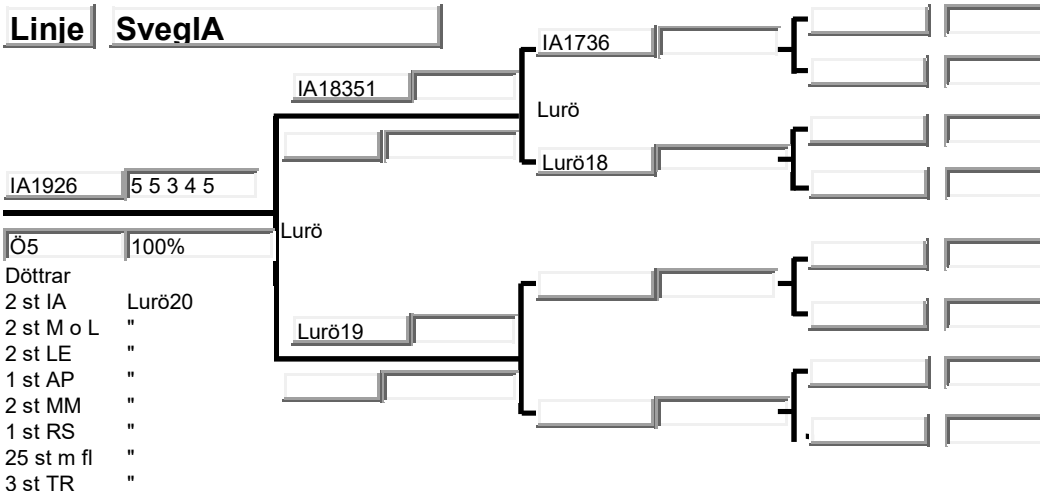 Linje SvegIA
IA1736
IA18351
Lurö
Lurö18
IA1926 5 5 3 4 5
Lurö
Ö5 100%
Döttrar
2 st IA Lurö20
2 st M o L "
Lurö19
2 st LE "
1 st AP "
2 st MM "
1 st RS "
25 st m fl "
3 st TR "